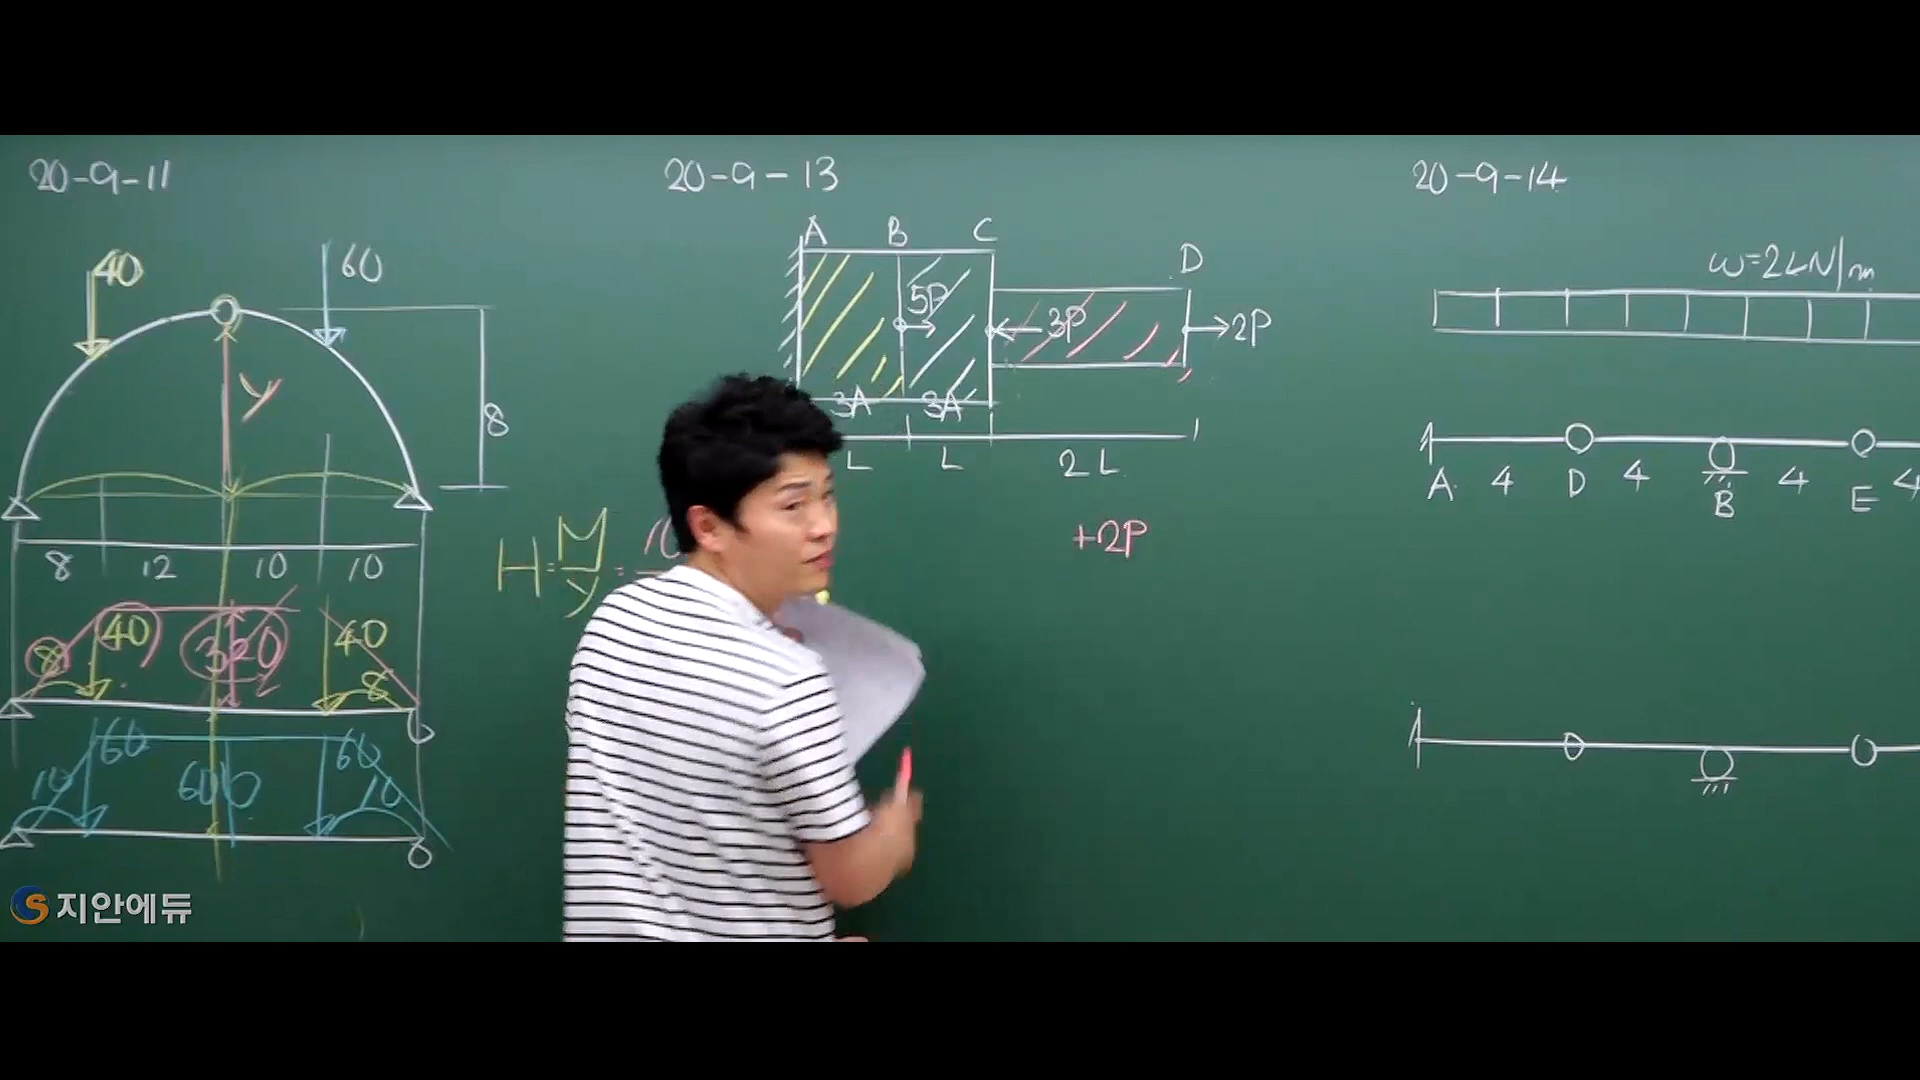 20-9-11
40
60
y
8
8 12 10 10
H=M/y=
8 40 320 40 8
10 60 600 60 10
20-9-13
A B C D
5P 3P 2P
3A 3A
L L 2L
+2P
20-9-14
A 4 D 4 B 4 E 4
지안에듀